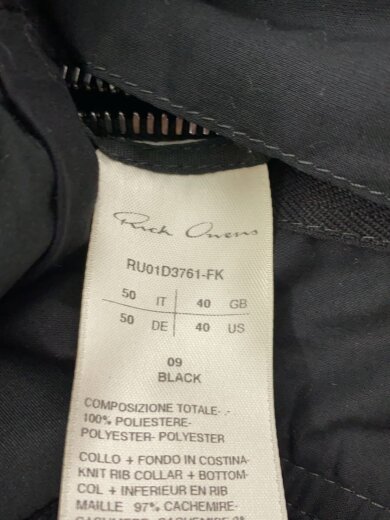 Rick Owens
RU01D3761-FK
50 IT 40 GB
50 DE 40 US
09
BLACK
COMPOSIZIONE TOTALE- .-
100% POLIESTERE-
POLYESTER- POLYESTER
COLLO + FONDO IN COSTINA-
KNIT RIB COLLAR + BOTTOM-
COL + INFERIEUR EN RIB
MAILLE 97% CACHEMIRE-